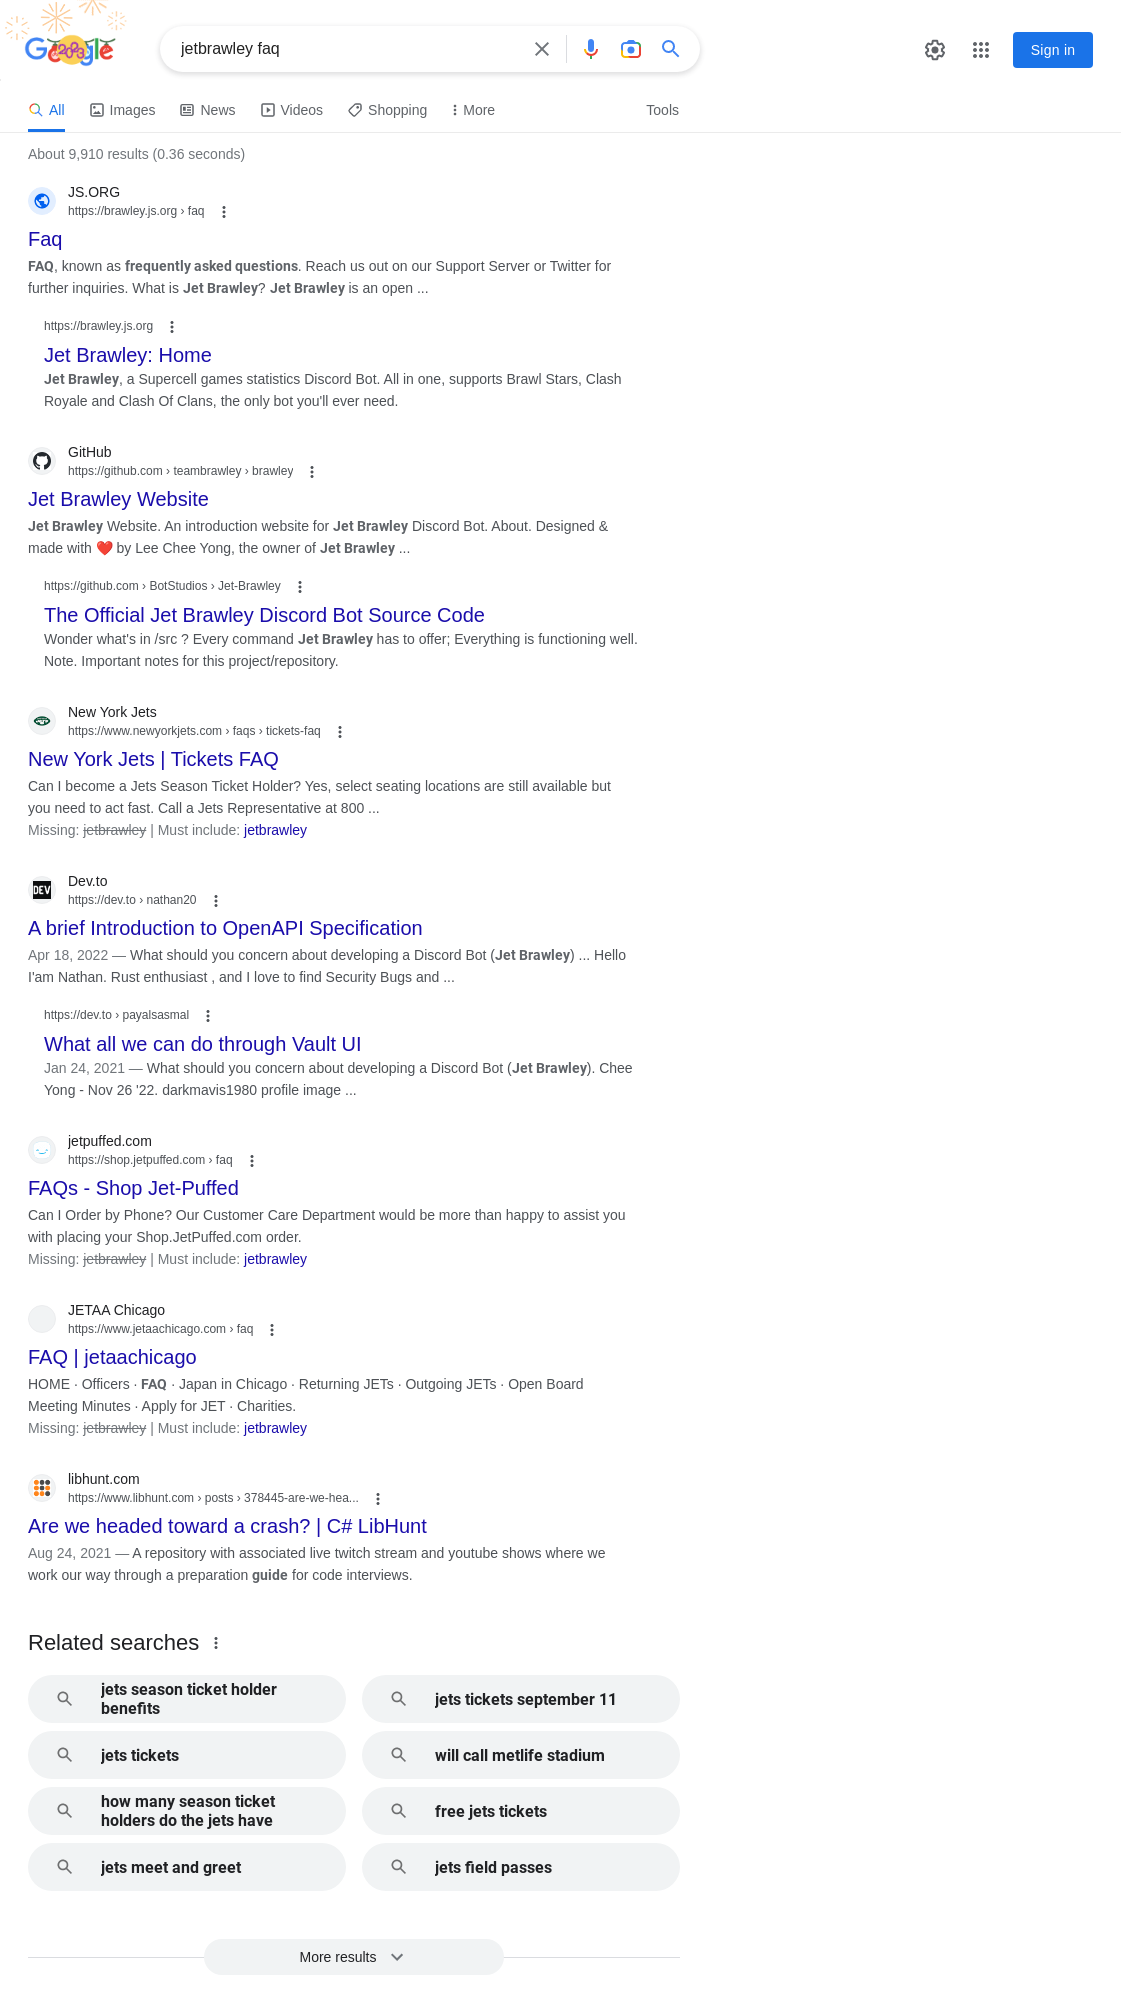 Google
jetbrawley faq
Sign in
All
Images
News
Videos
Shopping
More
Tools
About 9,910 results (0.36 seconds)
JS.ORG
https://brawley.js.org › faq
Faq
FAQ, known as frequently asked questions. Reach us out on our Support Server or Twitter for
further inquiries. What is Jet Brawley? Jet Brawley is an open ...
https://brawley.js.org
Jet Brawley: Home
Jet Brawley, a Supercell games statistics Discord Bot. All in one, supports Brawl Stars, Clash
Royale and Clash Of Clans, the only bot you'll ever need.
GitHub
https://github.com › teambrawley › brawley
Jet Brawley Website
Jet Brawley Website. An introduction website for Jet Brawley Discord Bot. About. Designed &
made with ❤️ by Lee Chee Yong, the owner of Jet Brawley ...
https://github.com › BotStudios › Jet-Brawley
The Official Jet Brawley Discord Bot Source Code
Wonder what's in /src ? Every command Jet Brawley has to offer; Everything is functioning well.
Note. Important notes for this project/repository.
New York Jets
https://www.newyorkjets.com › faqs › tickets-faq
New York Jets | Tickets FAQ
Can I become a Jets Season Ticket Holder? Yes, select seating locations are still available but
you need to act fast. Call a Jets Representative at 800 ...
Missing: jetbrawley | Must include: jetbrawley
DEV
Dev.to
https://dev.to › nathan20
A brief Introduction to OpenAPI Specification
Apr 18, 2022 — What should you concern about developing a Discord Bot (Jet Brawley) ... Hello
I'am Nathan. Rust enthusiast , and I love to find Security Bugs and ...
https://dev.to › payalsasmal
What all we can do through Vault UI
Jan 24, 2021 — What should you concern about developing a Discord Bot (Jet Brawley). Chee
Yong - Nov 26 '22. darkmavis1980 profile image ...
jetpuffed.com
https://shop.jetpuffed.com › faq
FAQs - Shop Jet-Puffed
Can I Order by Phone? Our Customer Care Department would be more than happy to assist you
with placing your Shop.JetPuffed.com order.
Missing: jetbrawley | Must include: jetbrawley
JETAA Chicago
https://www.jetaachicago.com › faq
FAQ | jetaachicago
HOME · Officers · FAQ · Japan in Chicago · Returning JETs · Outgoing JETs · Open Board
Meeting Minutes · Apply for JET · Charities.
Missing: jetbrawley | Must include: jetbrawley
libhunt.com
https://www.libhunt.com › posts › 378445-are-we-hea...
Are we headed toward a crash? | C# LibHunt
Aug 24, 2021 — A repository with associated live twitch stream and youtube shows where we
work our way through a preparation guide for code interviews.
Related searches
jets season ticket holder
benefits
jets tickets september 11
jets tickets
will call metlife stadium
how many season ticket
holders do the jets have
free jets tickets
jets meet and greet
jets field passes
More results